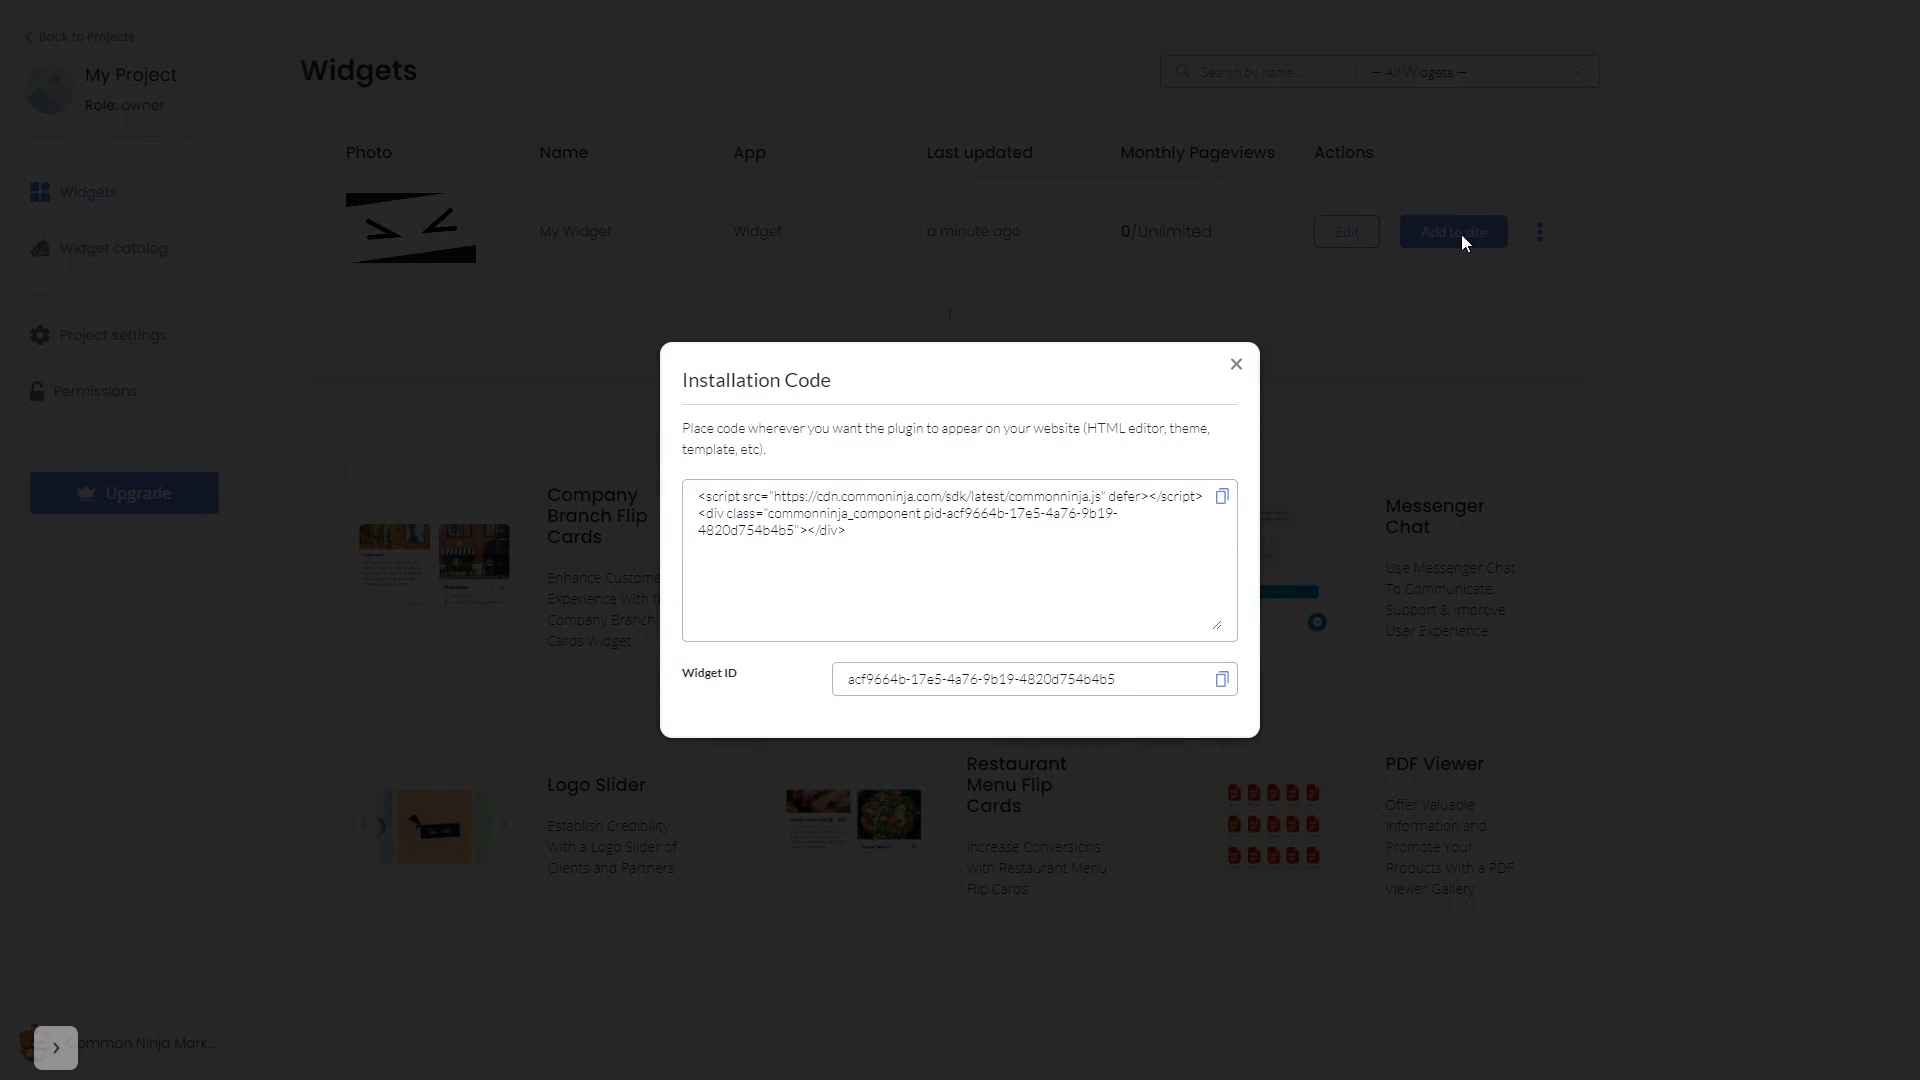 Back to Projects
My Project
Role: owner
Widgets
Widget catalog
Project settings
Permissions
Upgrade
Widgets
Search by name...
— All Widgets —
Photo
Name
App
Last updated
Monthly Pageviews
Actions
My Widget
Widget
a minute ago
0/Unlimited
Edit
Add to site
1
Installation Code
Place code wherever you want the plugin to appear on your website (HTML editor, theme,
template, etc).
<script src="https://cdn.commoninja.com/sdk/latest/commonninja.js" defer></script>
<div class="commonninja_component pid-acf9664b-17e5-4a76-9b19-
4820d754b4b5"></div>
Widget ID
acf9664b-17e5-4a76-9b19-4820d754b4b5
Company
Branch Flip
Cards
Enhance Custome
Experience With
Company Branch
Cards Widget
Messenger
Chat
Use Messenger Chat
To Communicate,
Support & Improve
User Experience
Logo Slider
Establish Credibility
With a Logo Slider of
Clients and Partners
Restaurant
Menu Flip
Cards
Increase Conversions
With Restaurant Menu
Flip Cards
PDF Viewer
Offer Valuable
Information and
Promote Your
Products With a PDF
Viewer Gallery
ommon Ninja Mark...